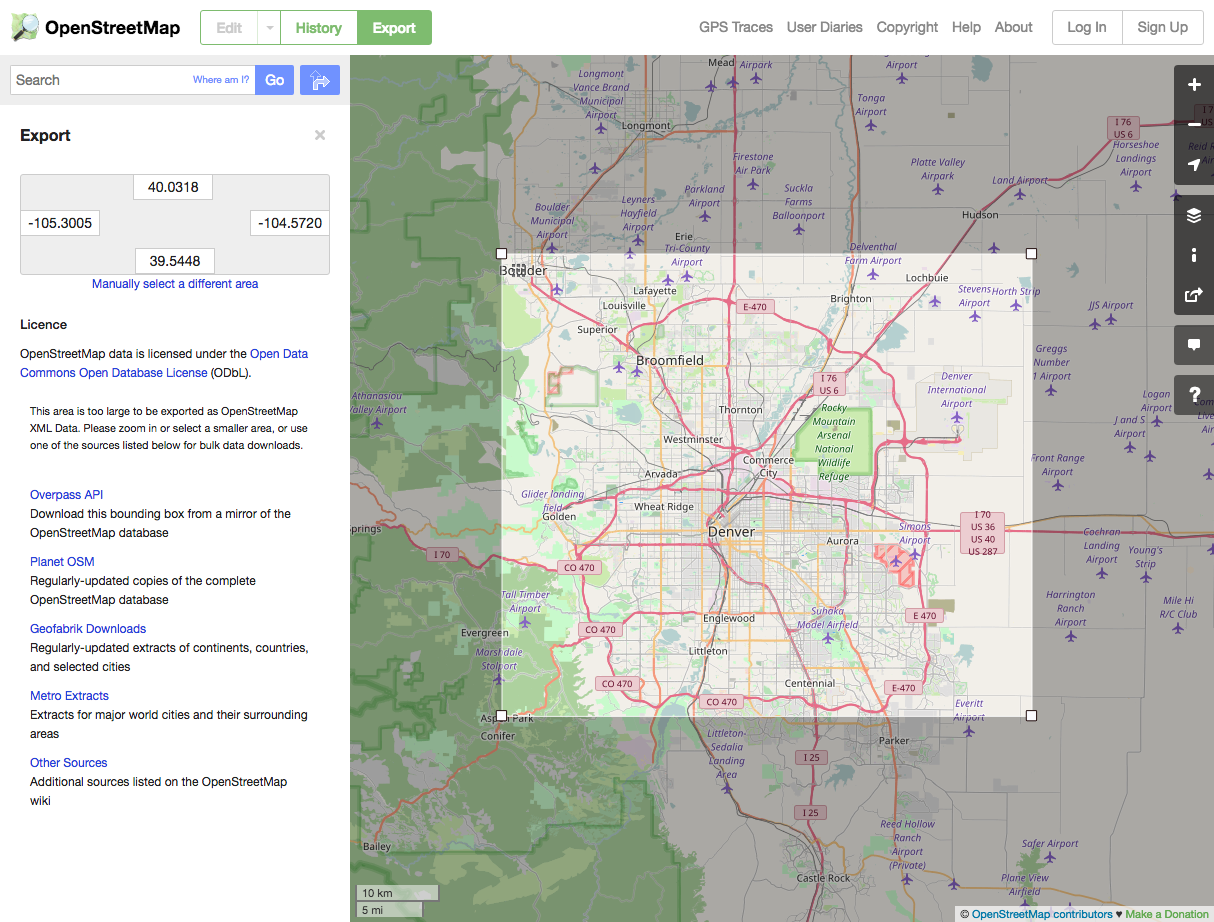 OpenStreetMap
Edit
History
Export
GPS Traces
User Diaries
Copyright
Help
About
Log In
Sign Up
Search
Where am I?
Go
Export
×
40.0318
-105.3005
-104.5720
39.5448
Manually select a different area
Licence
OpenStreetMap data is licensed under the Open Data
Commons Open Database License (ODbL).
This area is too large to be exported as OpenStreetMap
XML Data. Please zoom in or select a smaller area, or use
one of the sources listed below for bulk data downloads.
Overpass API
Download this bounding box from a mirror of the
OpenStreetMap database
Planet OSM
Regularly-updated copies of the complete
OpenStreetMap database
Geofabrik Downloads
Regularly-updated extracts of continents, countries,
and selected cities
Metro Extracts
Extracts for major world cities and their surrounding
areas
Other Sources
Additional sources listed on the OpenStreetMap
wiki
Mead
Airpark
Airport
Longmont
Vance Brand
Municipal
Airport
Longmont
Tonga
Airport
I 76
US 6
Horseshoe
Landings
Airport
Firestone
Air Park
Platte Valley
Airpark
Land Airport
Parkland
Airport
Suckla
Farms
Balloonport
Leyners
Hayfield
Airport
Boulder
Municipal
Airport
Hudson
Erie
Tri-County
Airport
Delventhal
Farm Airport
Boulder
Lochbuie
Lafayette
Louisville
Brighton
Stevens
Airport
Horth Strip
E-470
JJS Airport
Superior
Broomfield
Greggs
Number
1 Airport
I 76
US 6
Denver
International
Airport
Athanasiou
Valley Airport
Thornton
Rocky
Mountain
Arsenal
National
Wildlife
Refuge
Logan
Airport
J and S
Airport
Westminster
Commerce
City
Arvada
Front Range
Airport
Glider landing
field
Golden
Wheat Ridge
Denver
Aurora
Simons
Airport
I 70
US 36
US 40
US 287
Cochran
Landing
Airport
Young's
Strip
I 70
CO 470
Tall Timber
Airport
Harrington
Ranch
Airport
Mile Hi
R/C Club
Suhaka
Model Airfield
E 470
Englewood
CO 470
Evergreen
Marshdale
Stolport
Littleton
CO 470
Centennial
E-470
CO 470
Everitt
Airport
Aspen Park
Conifer
Littleton-
Sedalia
Landing
Area
Parker
I 25
I 25
Reed Hollow
Ranch
Airport
(Private)
Bailey
Safer Airport
Castle Rock
Plane View
Airfield
10 km
5 mi
© OpenStreetMap contributors ♥ Make a Donation